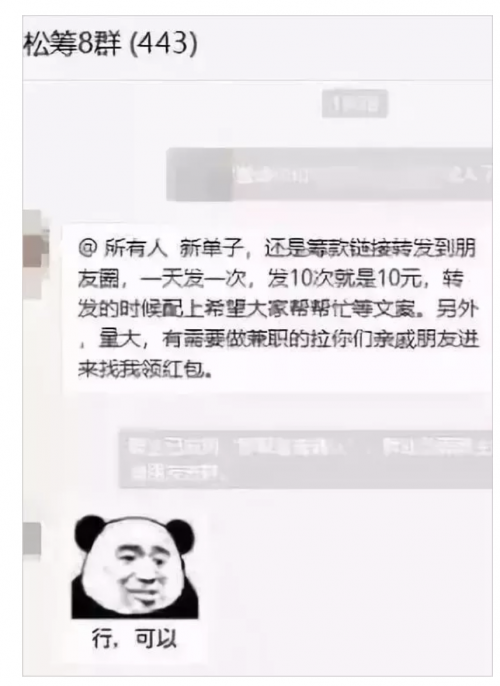 松筹8群 (443)
@ 所有人 新单子，还是筹款链接转发到朋
友圈，一天发一次，发10次就是10元，转
发的时候配上希望大家帮帮忙等文案。另外
，量大，有需要做兼职的拉你们亲戚朋友进
来找我领红包。
行，可以